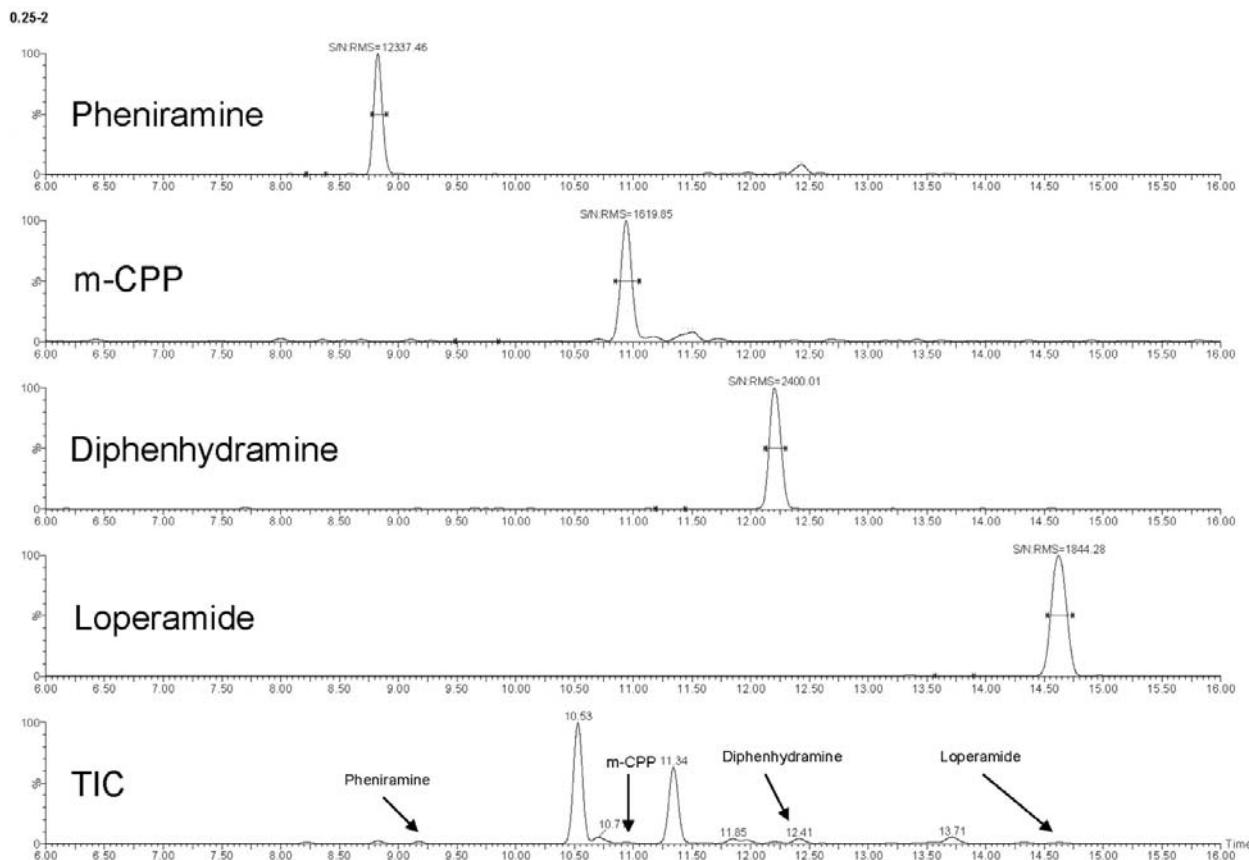 0.25-2
S/N:RMS=12337.46
100
Pheniramine
%
0
6.00 6.50 7.00 7.50 8.00 8.50 9.00 9.50 10.00 10.50 11.00 11.50 12.00 12.50 13.00 13.50 14.00 14.50 15.00 15.50 16.00
S/N:RMS=1619.85
100
m-CPP
%
0
6.00 6.50 7.00 7.50 8.00 8.50 9.00 9.50 10.00 10.50 11.00 11.50 12.00 12.50 13.00 13.50 14.00 14.50 15.00 15.50 16.00
S/N:RMS=2400.01
100
Diphenhydramine
%
0
6.00 6.50 7.00 7.50 8.00 8.50 9.00 9.50 10.00 10.50 11.00 11.50 12.00 12.50 13.00 13.50 14.00 14.50 15.00 15.50 16.00
S/N:RMS=1844.28
100
Loperamide
%
0
6.00 6.50 7.00 7.50 8.00 8.50 9.00 9.50 10.00 10.50 11.00 11.50 12.00 12.50 13.00 13.50 14.00 14.50 15.00 15.50 16.00
10.53
100
m-CPP 11.34 Diphenhydramine Loperamide
TIC
Pheniramine
%
10.7 11.85 12.41 13.71
0 Time
6.00 6.50 7.00 7.50 8.00 8.50 9.00 9.50 10.00 10.50 11.00 11.50 12.00 12.50 13.00 13.50 14.00 14.50 15.00 15.50 16.00